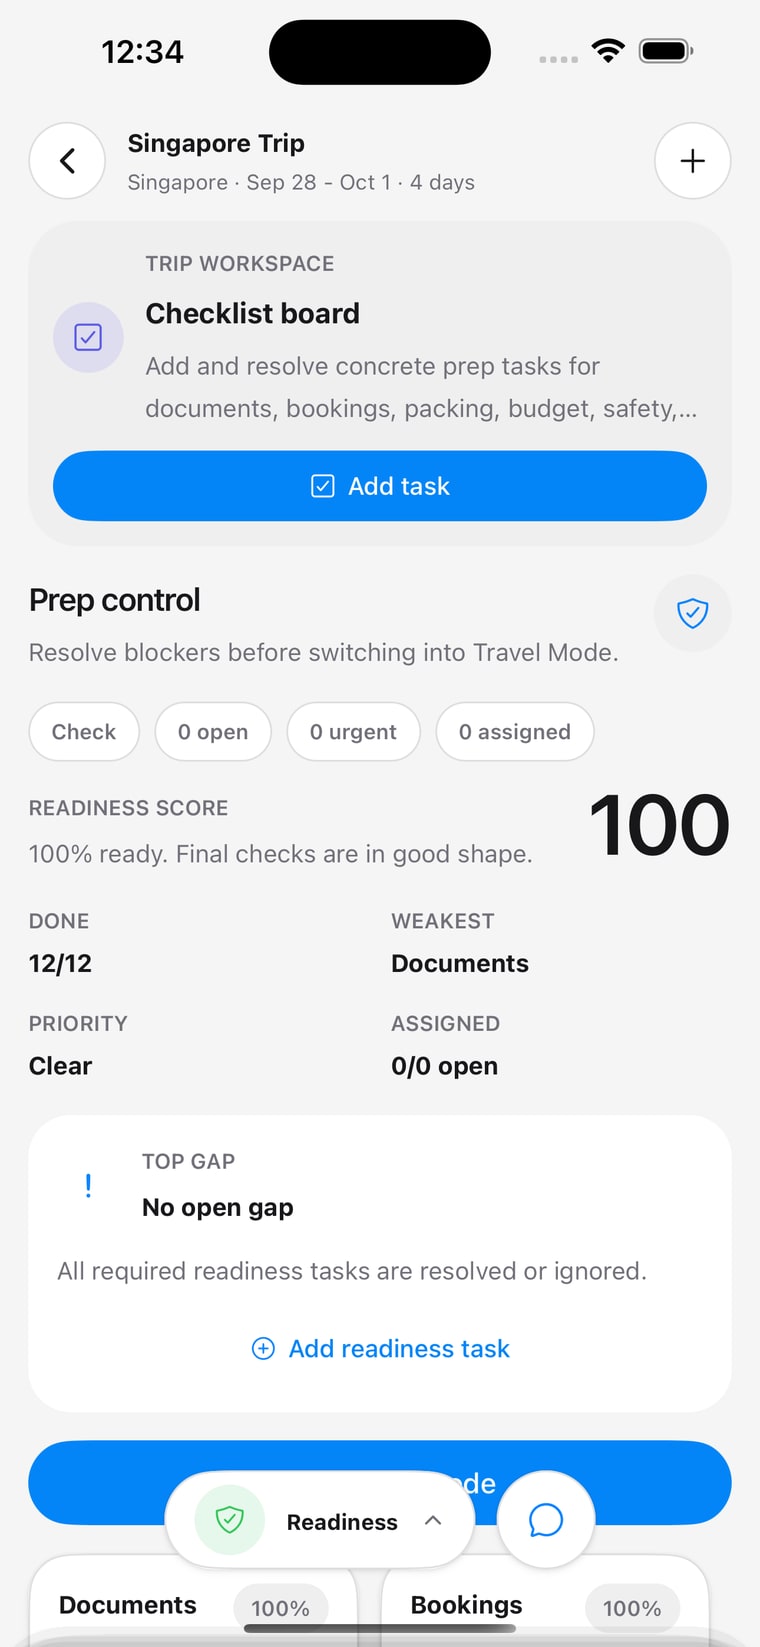 12:34
Singapore Trip
Singapore · Sep 28 - Oct 1 · 4 days
TRIP WORKSPACE
Checklist board
Add and resolve concrete prep tasks for
documents, bookings, packing, budget, safety,...
Add task
Prep control
Resolve blockers before switching into Travel Mode.
Check
0 open
0 urgent
0 assigned
READINESS SCORE
100
100% ready. Final checks are in good shape.
DONE
WEAKEST
12/12
Documents
PRIORITY
ASSIGNED
Clear
0/0 open
!
TOP GAP
No open gap
All required readiness tasks are resolved or ignored.
Add readiness task
Readiness
Documents
100%
Bookings
100%